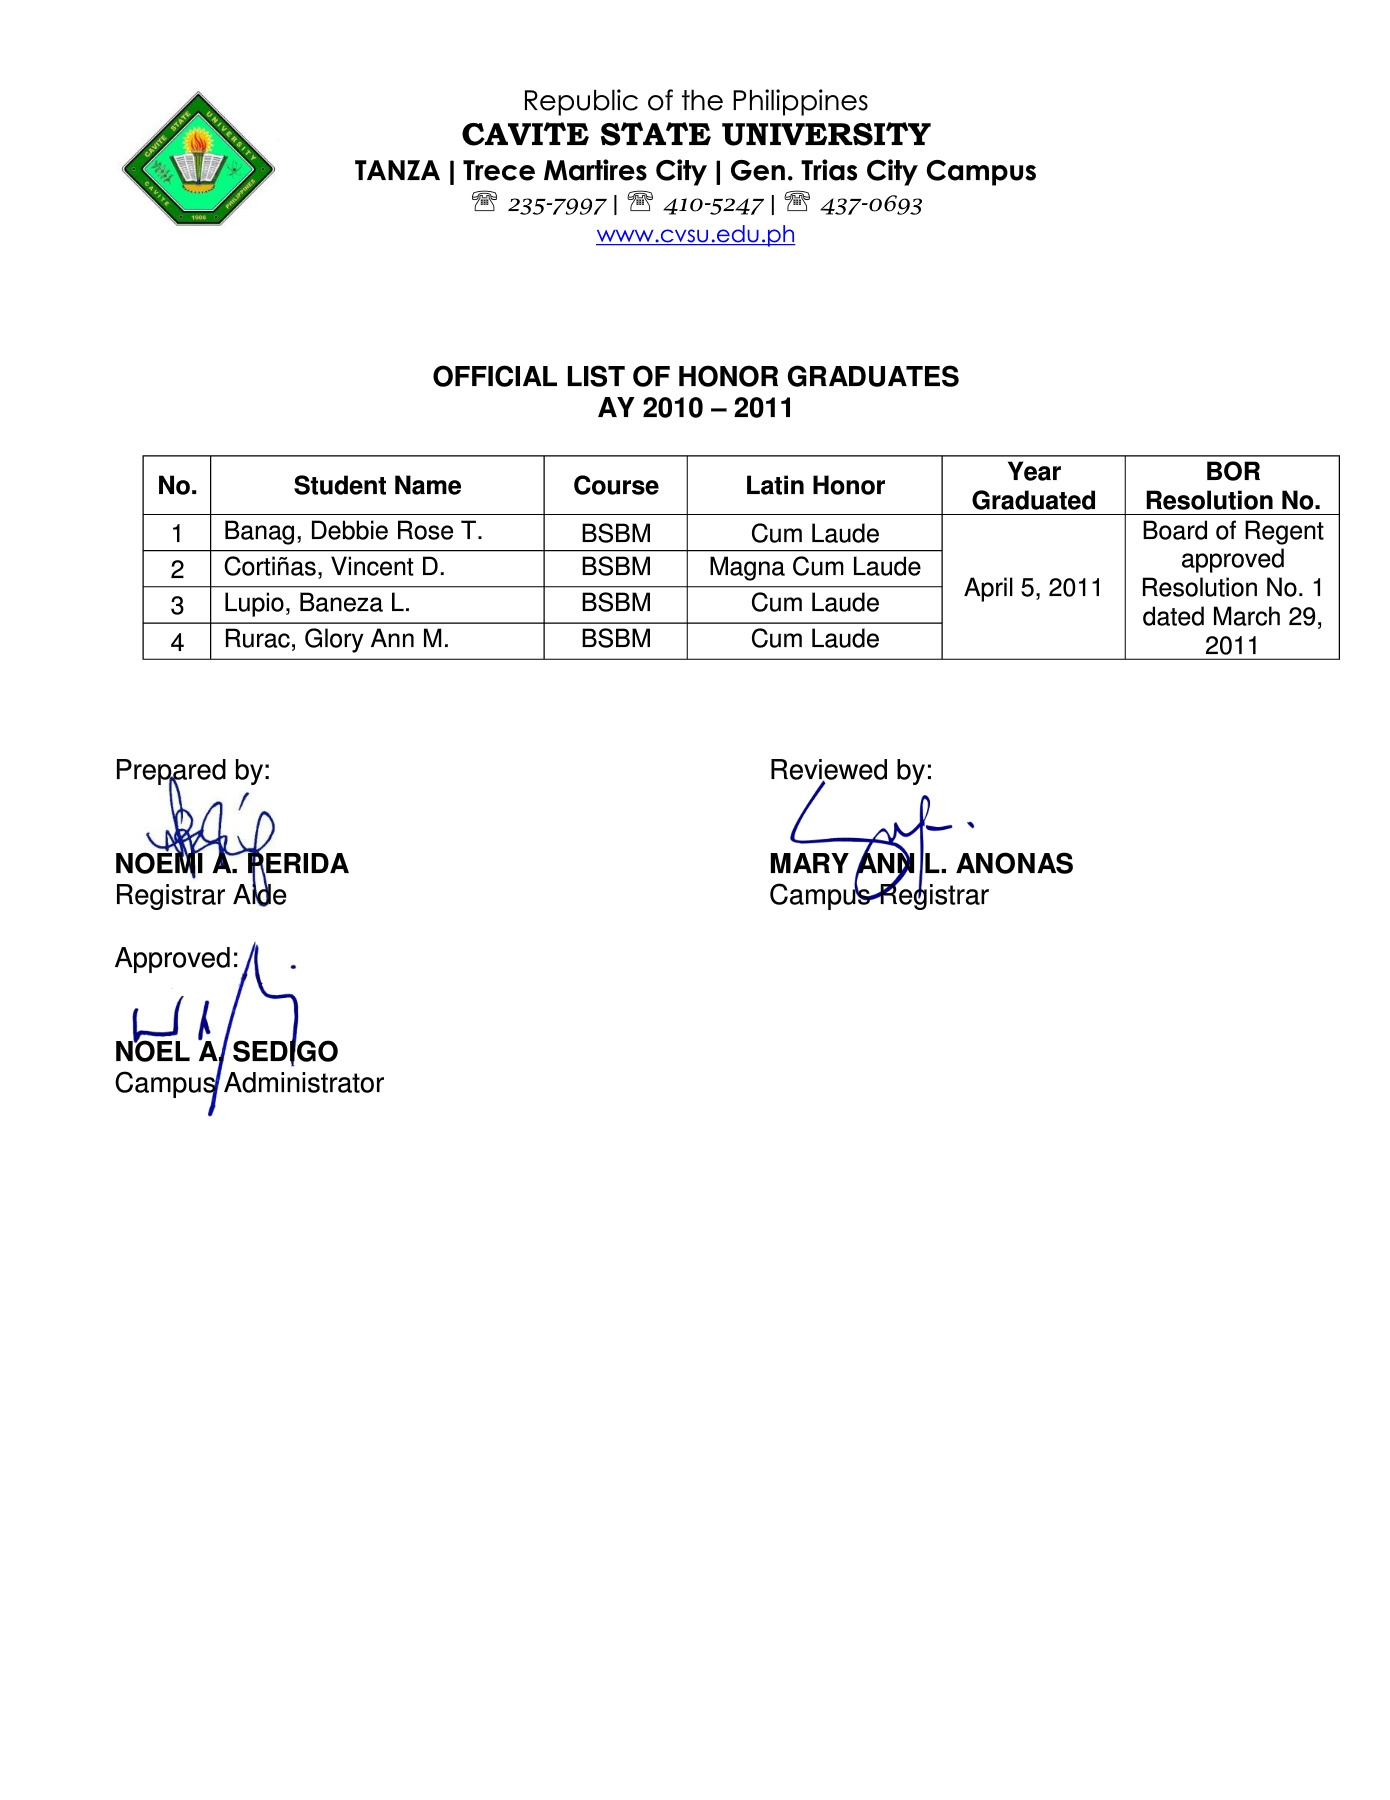 Republic of the Philippines
CAVITE STATE UNIVERSITY
TANZA | Trece Martires City | Gen. Trias City Campus
☏ 235-7997 | ☏ 410-5247 | ☏ 437-0693
www.cvsu.edu.ph
CAVITE STATE UNIVERSITY
CAVITE PHILIPPINES
1906
OFFICIAL LIST OF HONOR GRADUATES
AY 2010 – 2011
No. Student Name Course Latin Honor Year Graduated BOR Resolution No.
1 Banag, Debbie Rose T. BSBM Cum Laude
2 Cortiñas, Vincent D. BSBM Magna Cum Laude
3 Lupio, Baneza L. BSBM Cum Laude
4 Rurac, Glory Ann M. BSBM Cum Laude
April 5, 2011
Board of Regent
approved
Resolution No. 1
dated March 29,
2011
Prepared by:
NOEMI A. PERIDA
Registrar Aide
Reviewed by:
MARY ANN L. ANONAS
Campus Registrar
Approved:
NOEL A. SEDIGO
Campus Administrator